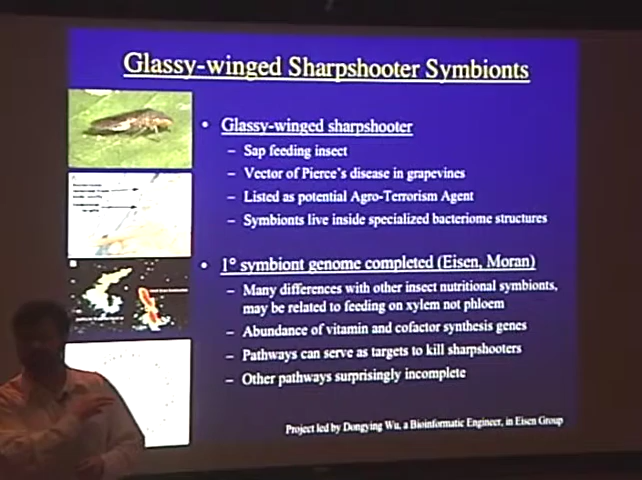 Glassy-winged Sharpshooter Symbionts
• Glassy-winged sharpshooter
– Sap feeding insect
– Vector of Pierce's disease in grapevines
– Listed as potential Agro-Terrorism Agent
– Symbionts live inside specialized bacteriome structures
• 1° symbiont genome completed (Eisen, Moran)
– Many differences with other insect nutritional symbionts,
may be related to feeding on xylem not phloem
– Abundance of vitamin and cofactor synthesis genes
– Pathways can serve as targets to kill sharpshooters
– Other pathways surprisingly incomplete
Project led by Dongying Wu, a Bioinformatic Engineer, in Eisen Group